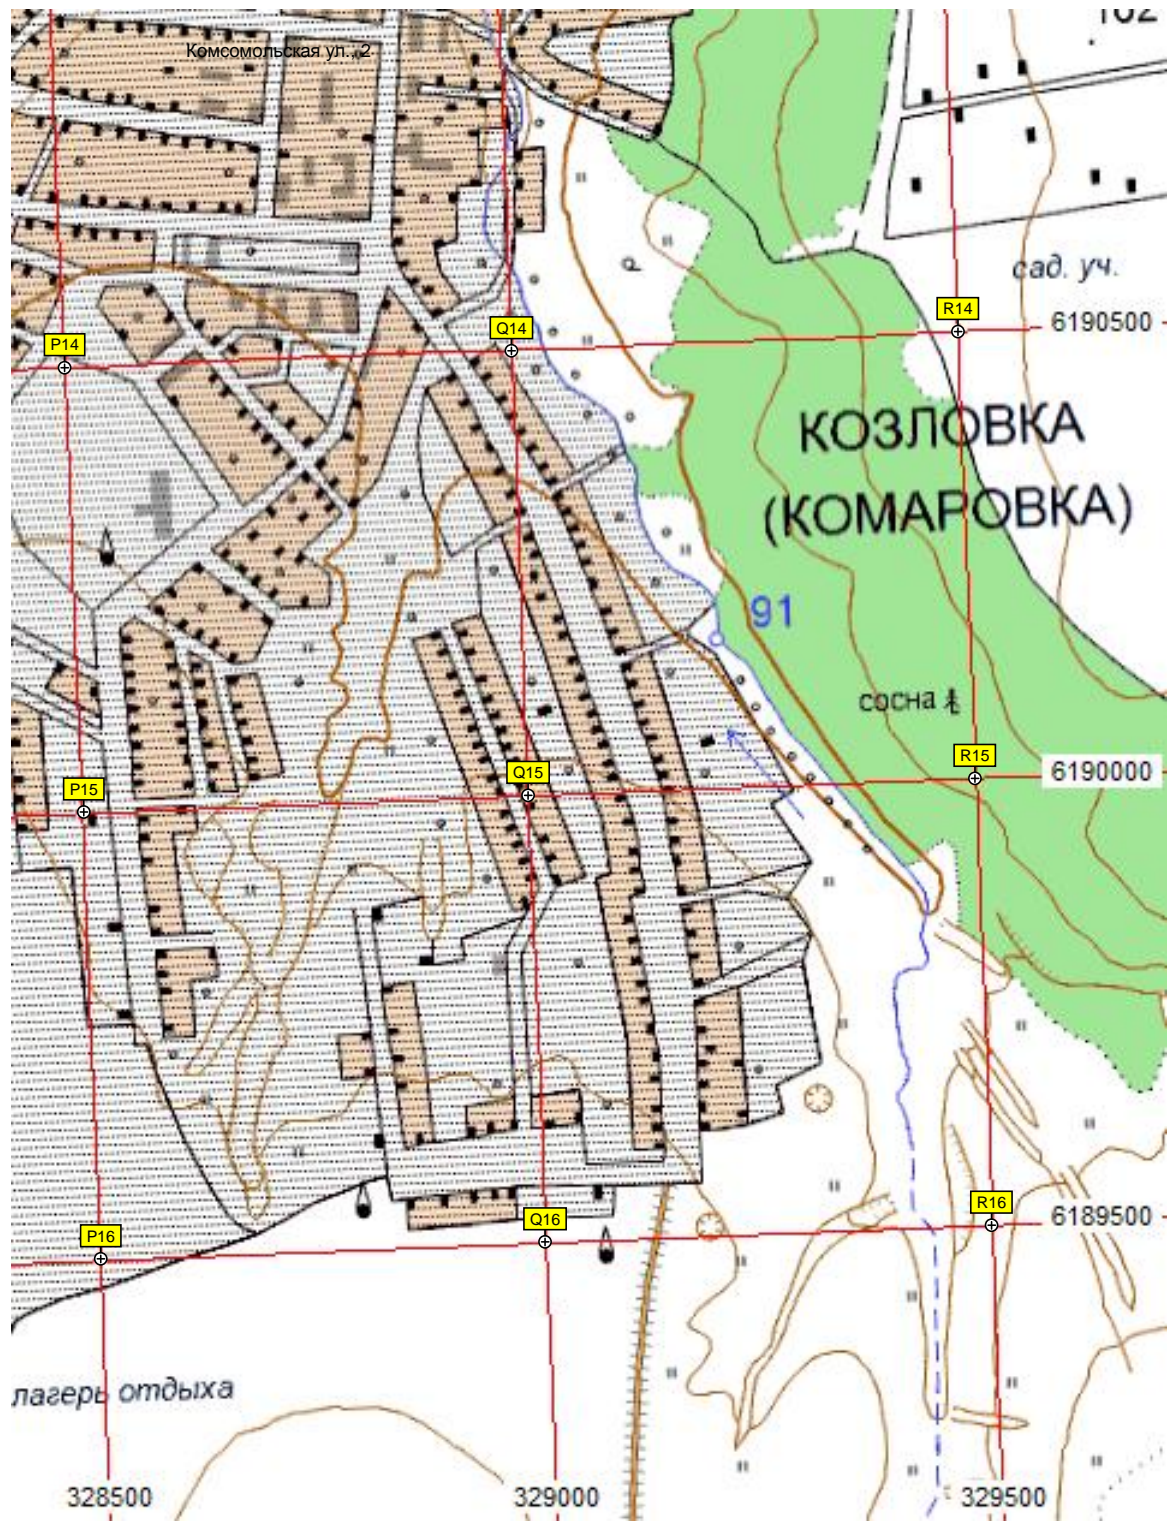 102
Комсомольская ул., 2
сад. уч.
R14
6190500
Q14
P14
КОЗЛОВКА
(КОМАРОВКА)
91
сосна
R15
6190000
Q15
P15
R16
6189500
Q16
P16
лагерь отдыха
328500
329000
329500